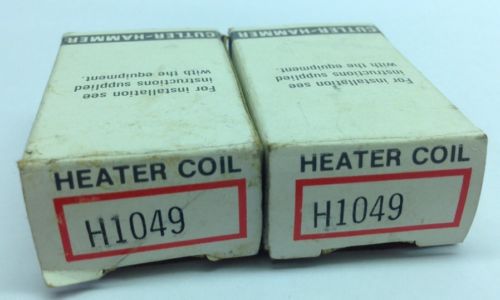 CUTLER-HAMMER
For installation see
instructions supplied
with the equipment.
HEATER COIL
H1049
CUTLER-HAMMER
For installation see
instructions supplied
with the equipment.
HEATER COIL
H1049